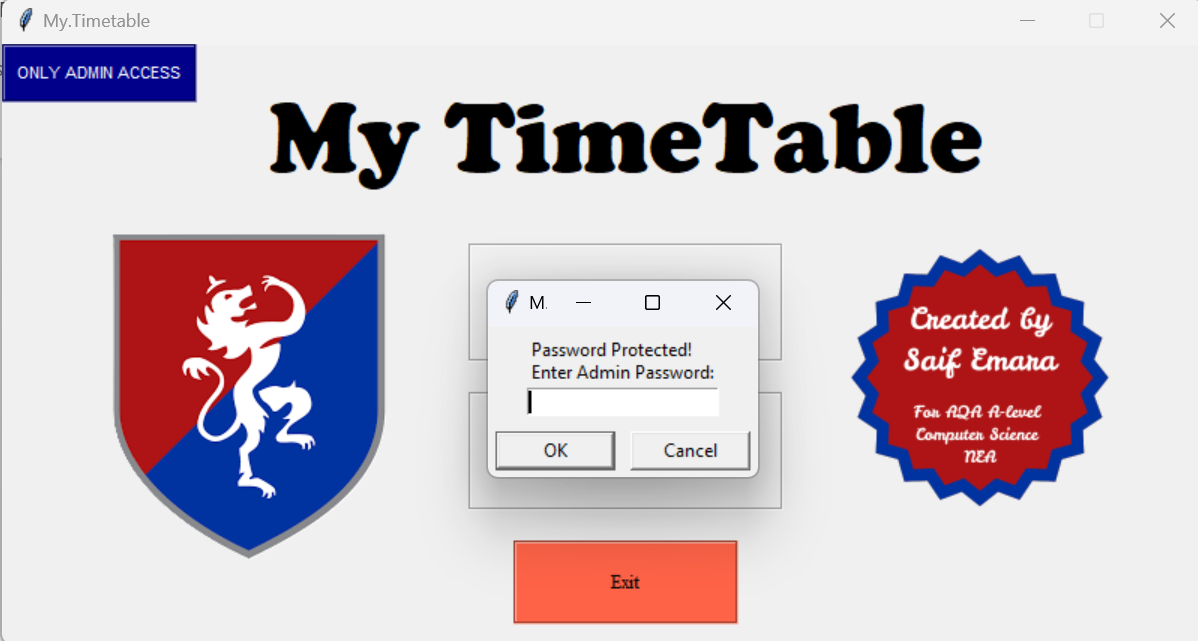 My.Timetable
ONLY ADMIN ACCESS
My TimeTable
M.
Password Protected!
Enter Admin Password:
OK
Cancel
Created by
Saif Emara
For AQA A-level
Computer Science
NEA
Exit